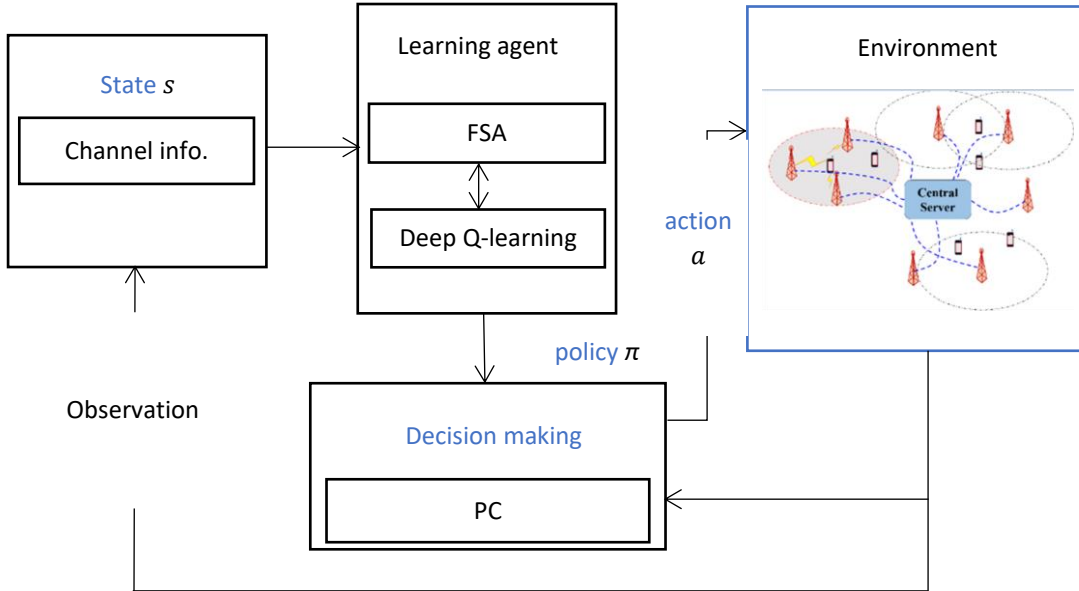 Learning agent
Environment
State s
Channel info.
FSA
Deep Q-learning
Central
Server
action
a
policy π
Observation
Decision making
PC